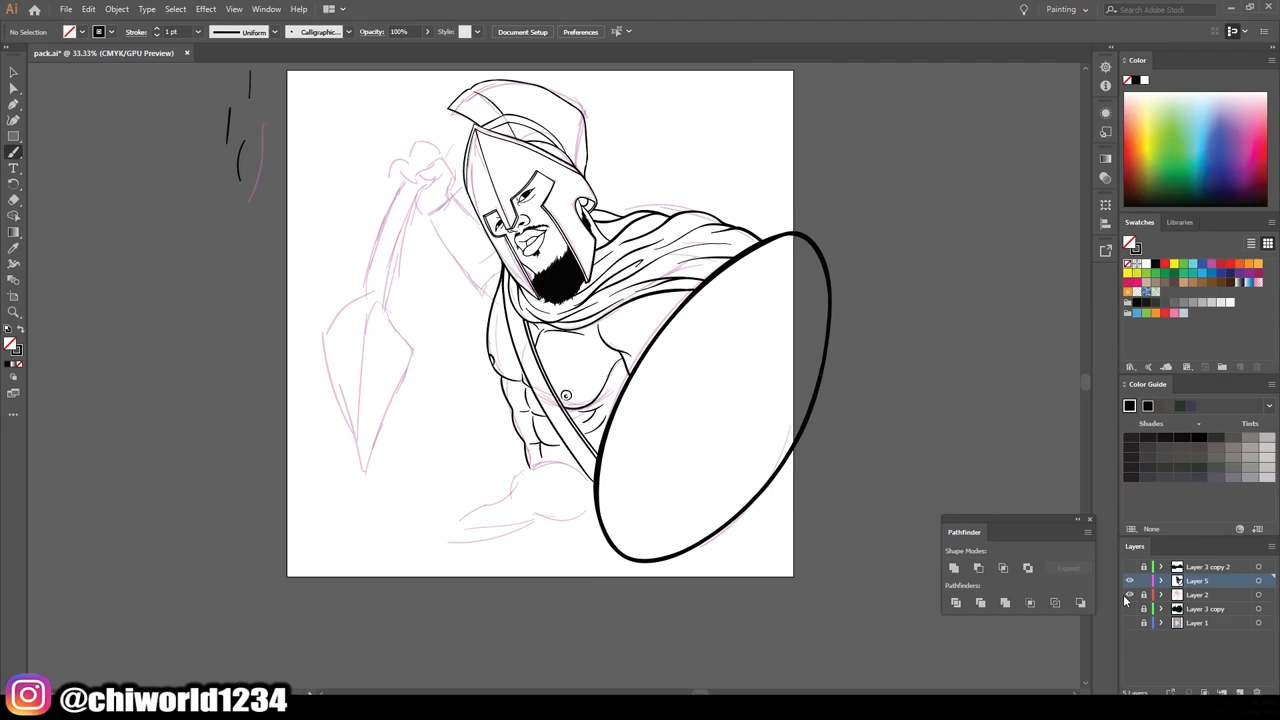 Ai File Edit Object Type Select Effect View Window Help Painting Search Adobe Stock
No Selection Stroke: 1 pt Uniform Calligraphic... Opacity: 100% Style: Document Setup Preferences
pack.ai* @ 33.33% (CMYK/GPU Preview)
Color
Swatches Libraries
Color Guide
Shades Tints
None
Pathfinder
Shape Modes:
Expand
Pathfinders:
Layers
Layer 3 copy 2
Layer 5
Layer 2
Layer 3 copy
Layer 1
5 Layers
@chiworld1234